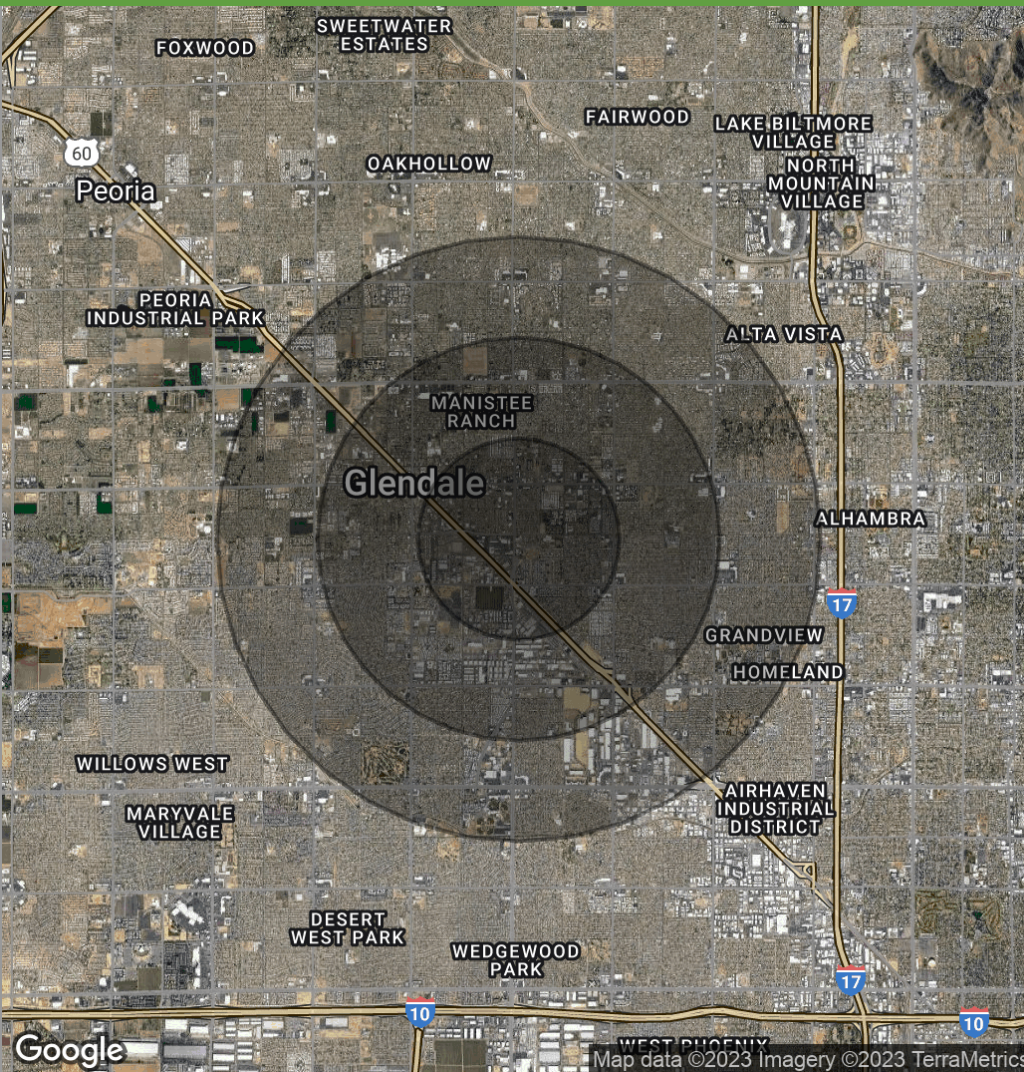 SWEETWATER
ESTATES
FOXWOOD
FAIRWOOD
LAKE BILTMORE
VILLAGE
60
OAKHOLLOW
NORTH
MOUNTAIN
VILLAGE
Peoria
PEORIA
INDUSTRIAL PARK
ALTA VISTA
MANISTEE
RANCH
Glendale
ALHAMBRA
17
GRANDVIEW
HOMELAND
WILLOWS WEST
AIRHAVEN
INDUSTRIAL
DISTRICT
MARYVALE
VILLAGE
DESERT
WEST PARK
WEDGEWOOD
PARK
17
10
10
WEST PHOENIX
Google
Map data ©2023 Imagery ©2023 TerraMetrics